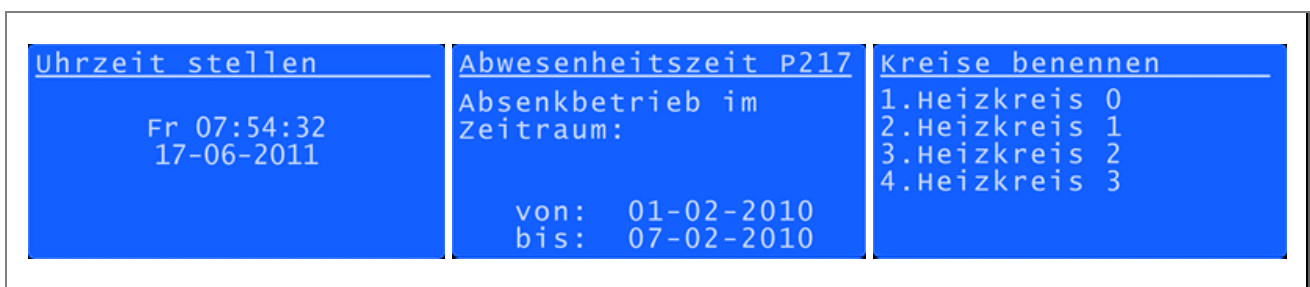 Uhrzeit stellen
Fr 07:54:32
17-06-2011
Abwesenheitszeit P217
Absenkbetrieb im
Zeitraum:
von: 01-02-2010
bis: 07-02-2010
Kreise benennen
1.Heizkreis 0
2.Heizkreis 1
3.Heizkreis 2
4.Heizkreis 3